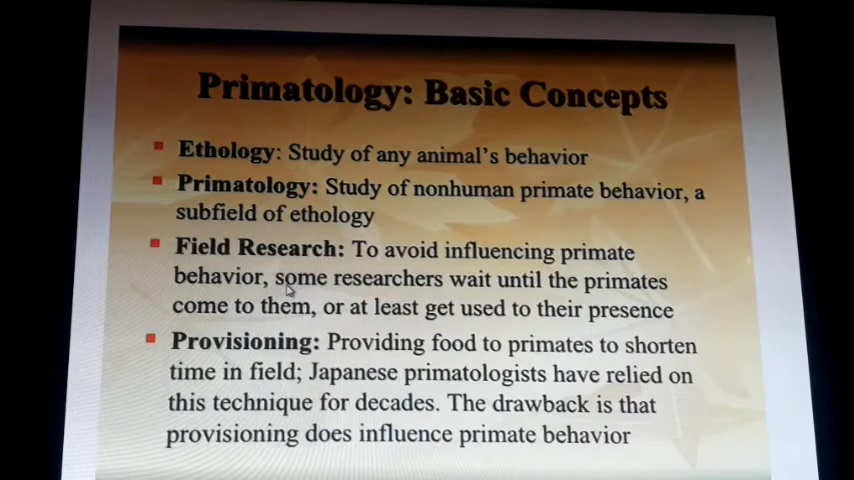 Primatology: Basic Concepts
Ethology: Study of any animal's behavior
Primatology: Study of nonhuman primate behavior, a
subfield of ethology
Field Research: To avoid influencing primate
behavior, some researchers wait until the primates
come to them, or at least get used to their presence
Provisioning: Providing food to primates to shorten
time in field; Japanese primatologists have relied on
this technique for decades. The drawback is that
provisioning does influence primate behavior